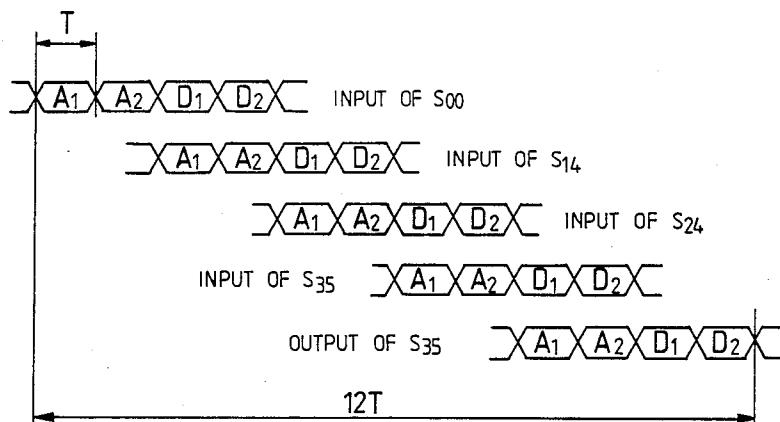 T
A1 A2 D1 D2 INPUT OF S00
A1 A2 D1 D2 INPUT OF S14
A1 A2 D1 D2 INPUT OF S24
INPUT OF S35 A1 A2 D1 D2
OUTPUT OF S35 A1 A2 D1 D2
12T